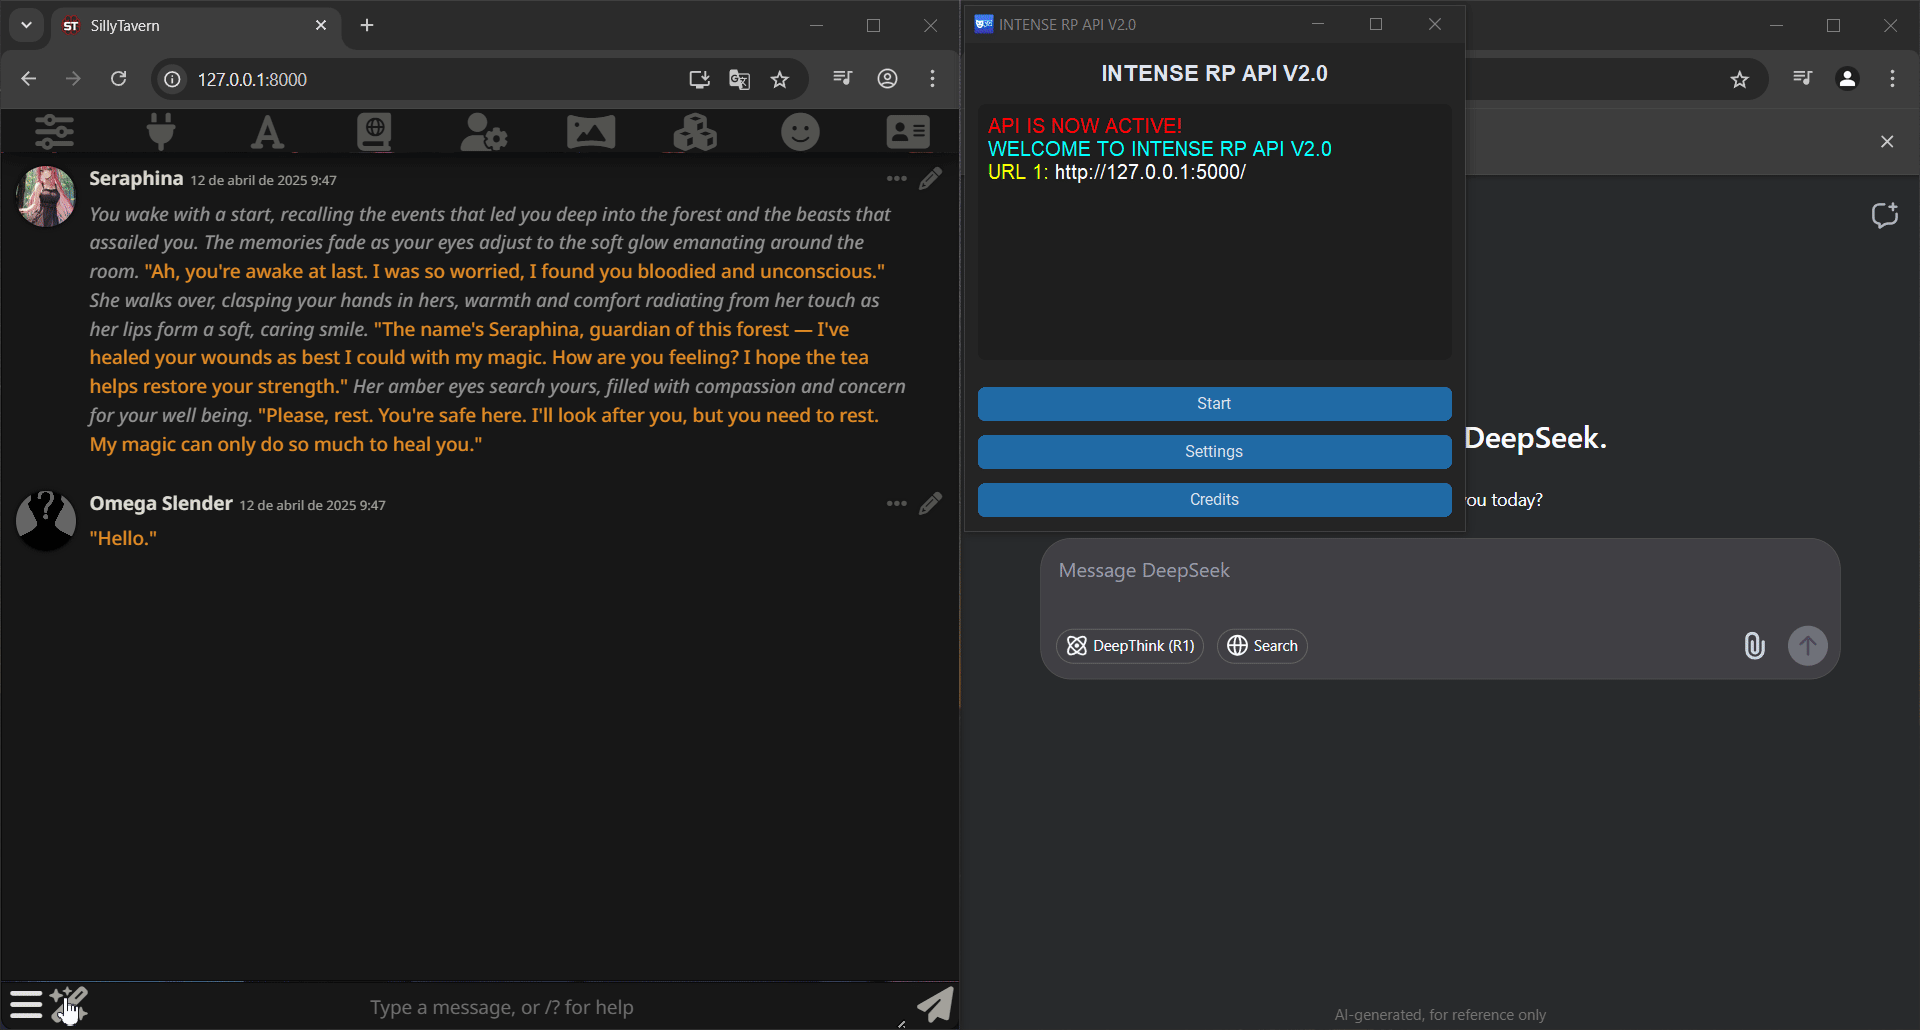 SillyTavern
127.0.0.1:8000
Seraphina 12 de abril de 2025 9:47
You wake with a start, recalling the events that led you deep into the forest and the beasts that
assailed you. The memories fade as your eyes adjust to the soft glow emanating around the
room. "Ah, you're awake at last. I was so worried, I found you bloodied and unconscious."
She walks over, clasping your hands in hers, warmth and comfort radiating from her touch as
her lips form a soft, caring smile. "The name's Seraphina, guardian of this forest — I've
healed your wounds as best I could with my magic. How are you feeling? I hope the tea
helps restore your strength." Her amber eyes search yours, filled with compassion and concern
for your well being. "Please, rest. You're safe here. I'll look after you, but you need to rest.
My magic can only do so much to heal you."
Omega Slender 12 de abril de 2025 9:47
"Hello."
Type a message, or /? for help
INTENSE RP API V2.0
INTENSE RP API V2.0
API IS NOW ACTIVE!
WELCOME TO INTENSE RP API V2.0
URL 1: http://127.0.0.1:5000/
Start
Settings
Credits
DeepSeek.
ou today?
Message DeepSeek
DeepThink (R1)
Search
AI-generated, for reference only